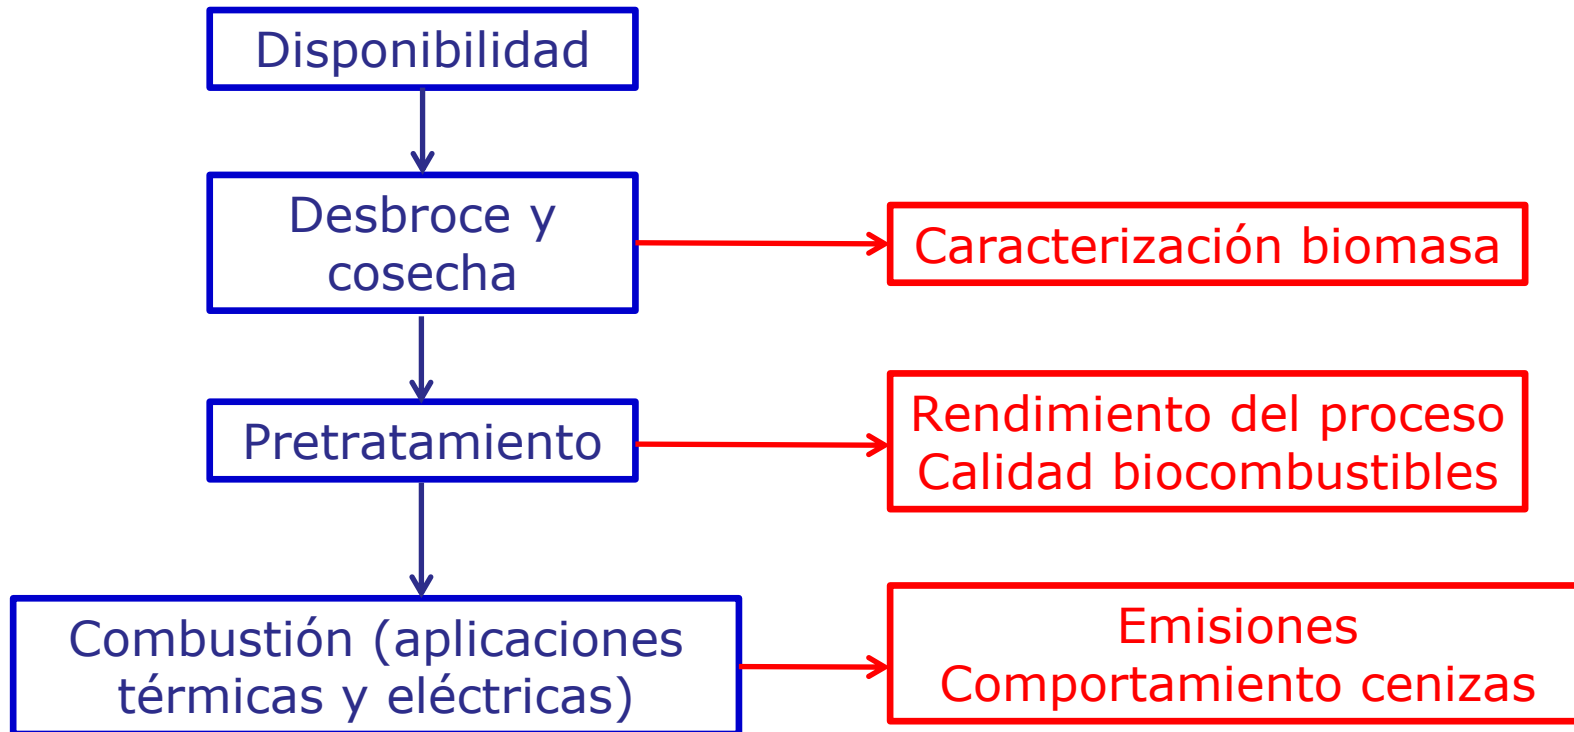 Disponibilidad
Desbroce y
cosecha
Caracterización biomasa
Pretratamiento
Rendimiento del proceso
Calidad biocombustibles
Combustión (aplicaciones
térmicas y eléctricas)
Emisiones
Comportamiento cenizas